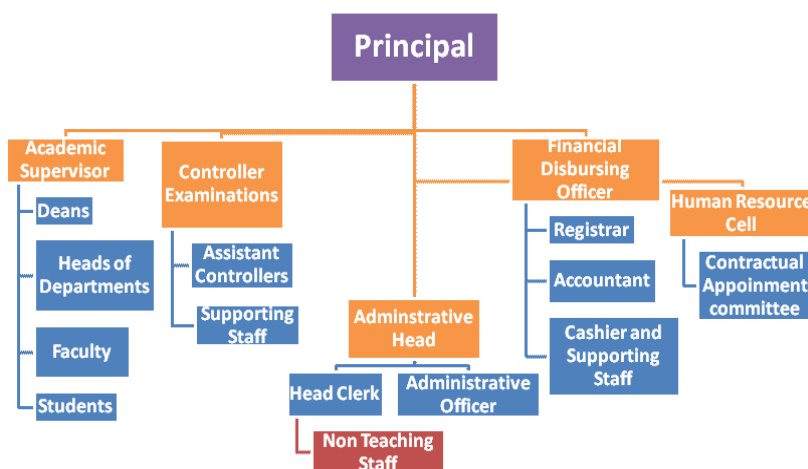 Principal
Academic
Supervisor
Deans
Heads of
Departments
Faculty
Students
Controller
Examinations
Assistant
Controllers
Supporting
Staff
Adminstrative
Head
Head Clerk
Administrative
Officer
Non Teaching
Staff
Financial
Disbursing
Officer
Registrar
Accountant
Cashier and
Supporting
Staff
Human Resource
Cell
Contractual
Appoinment
committee